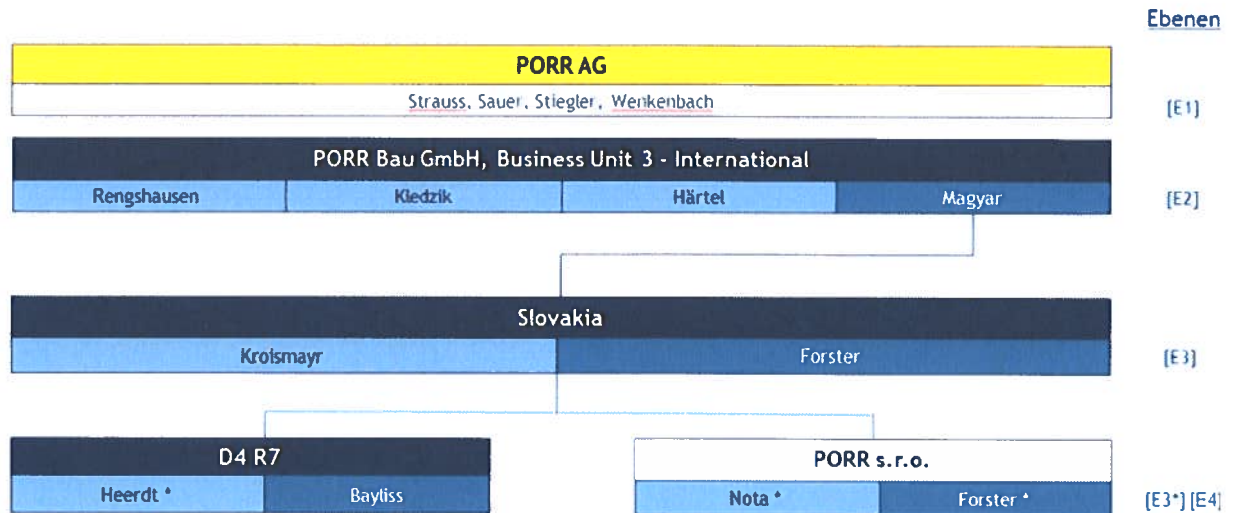 Ebenen
PORR AG
Strauss, Sauer, Stiegler, Wenkenbach [E1]
PORR Bau GmbH, Business Unit 3 - International
Rengshausen Kledzik Härtel Magyar [E2]
Slovakia
Kroismayr Forster [E3]
D4 R7 PORR s.r.o.
Heerdt * Bayliss Nota * Forster * [E3*] [E4]